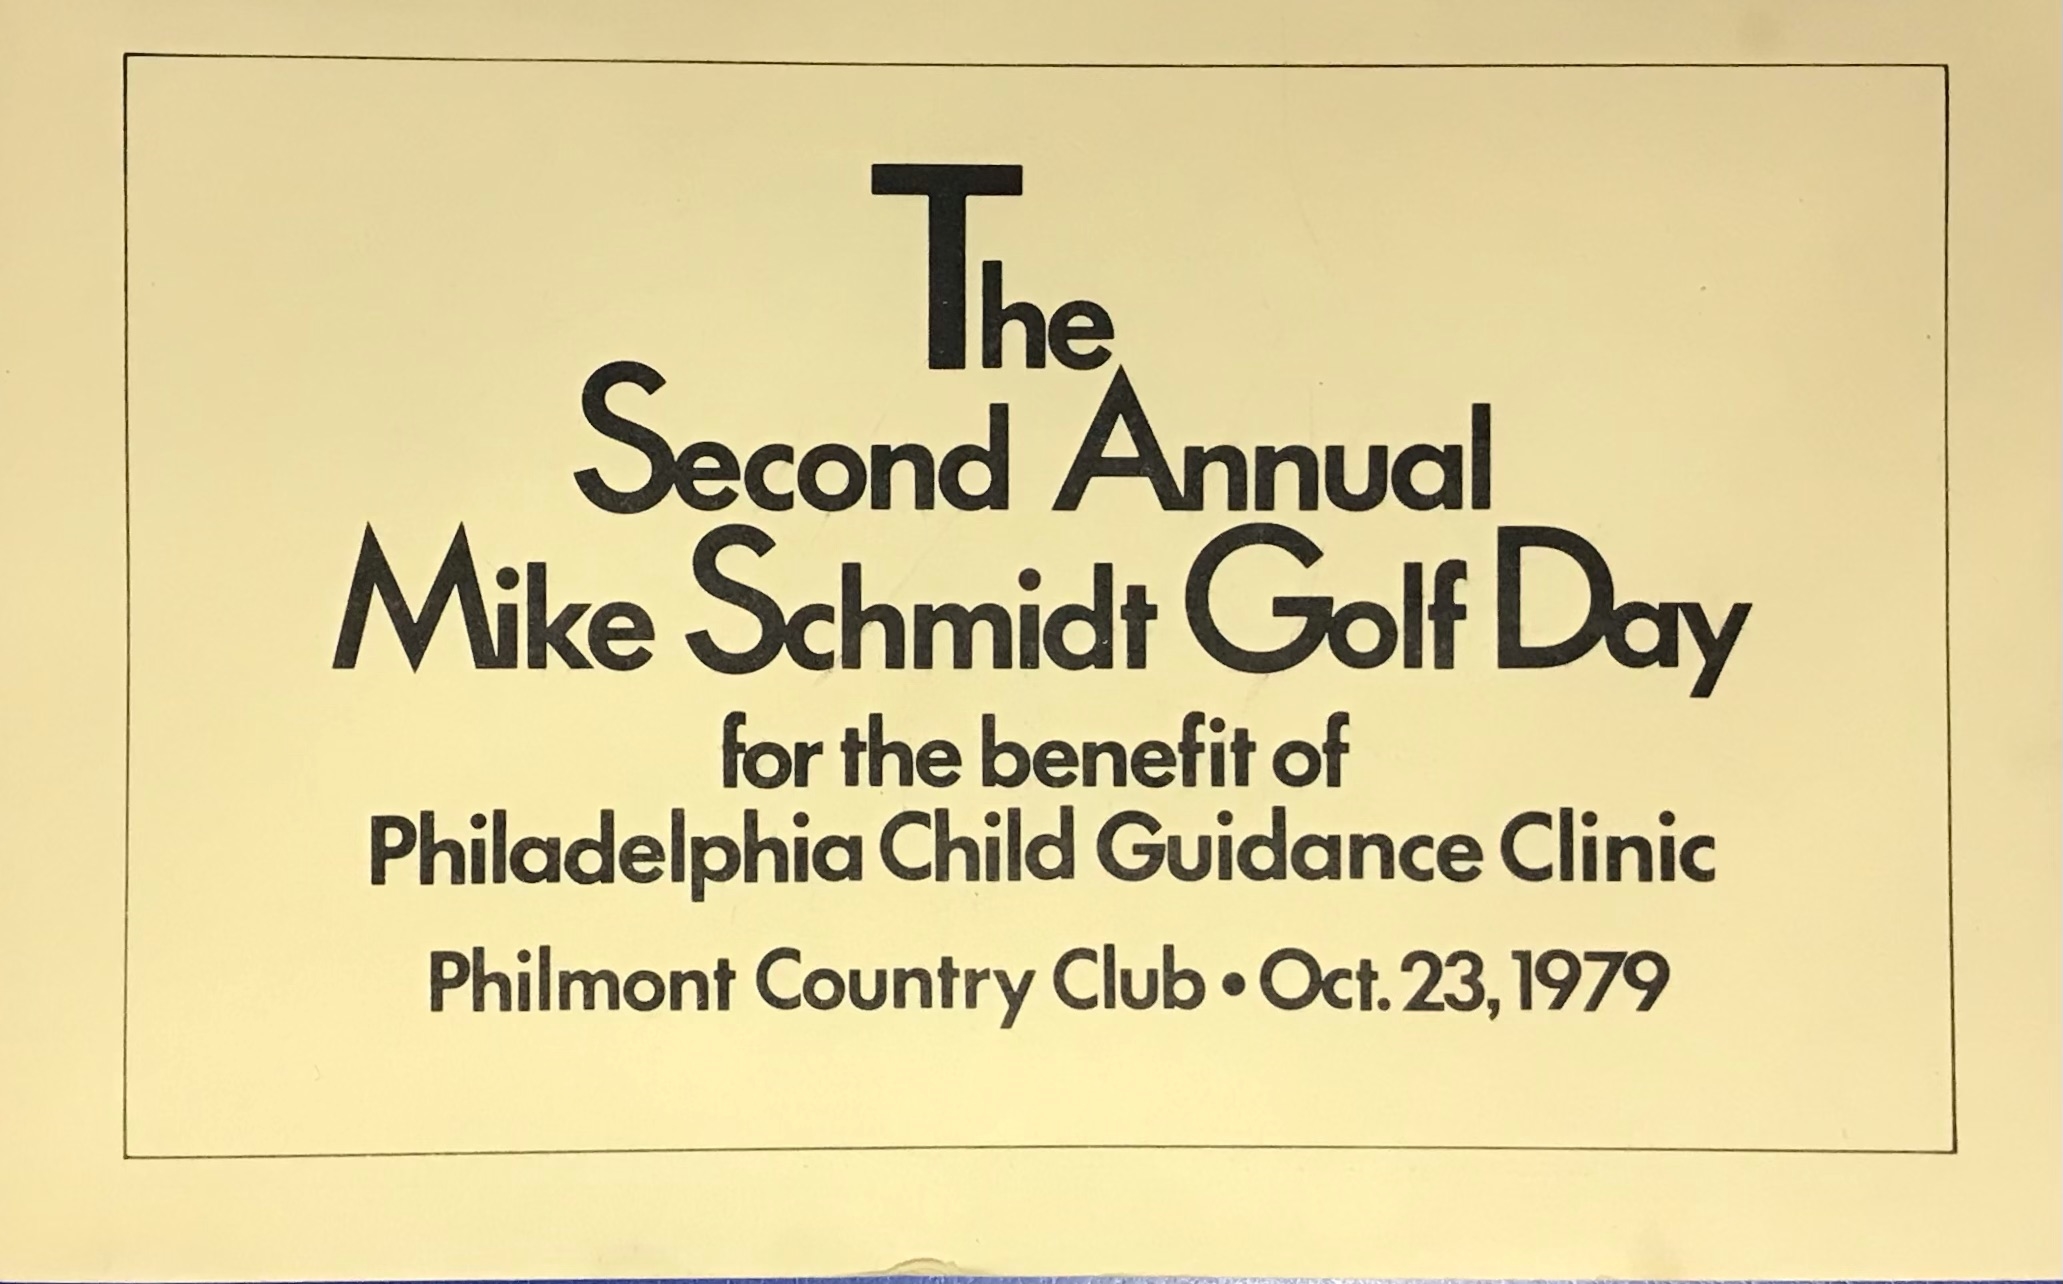 The
Second Annual
Mike Schmidt Golf Day
for the benefit of
Philadelphia Child Guidance Clinic
Philmont Country Club • Oct. 23, 1979